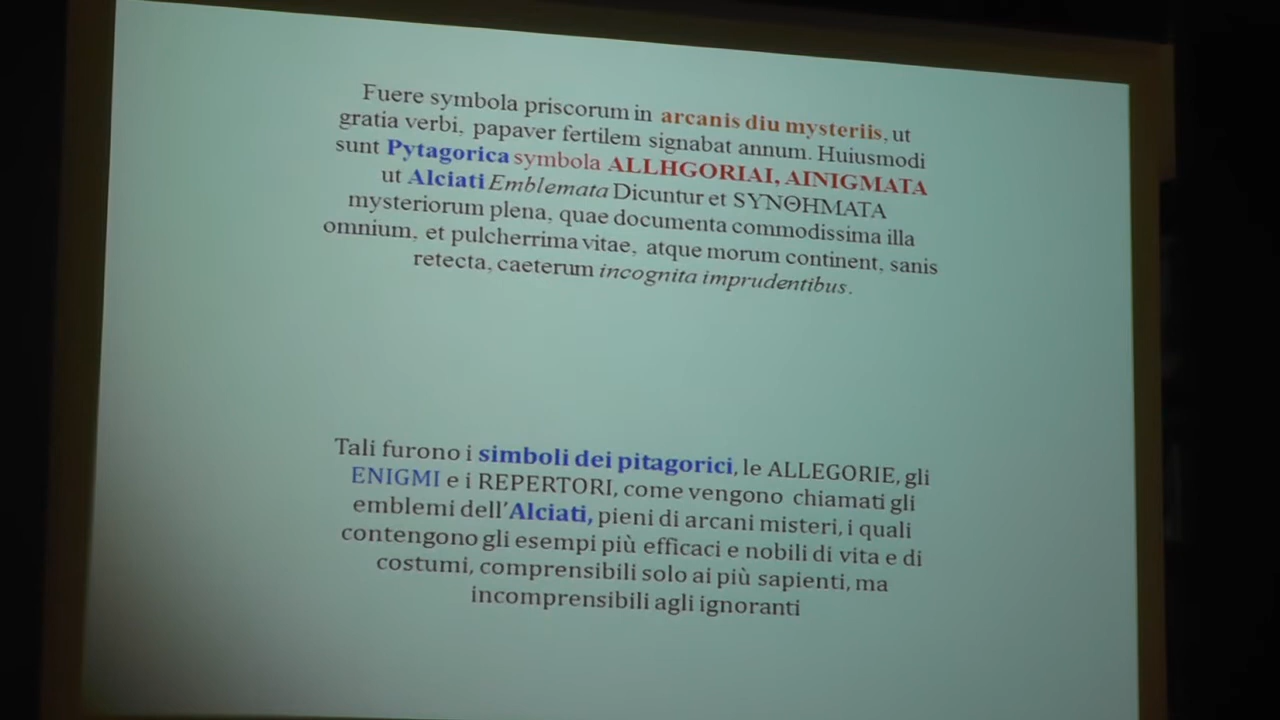 Fuere symbola priscorum in arcanis diu mysteriis, ut
gratia verbi, papaver fertilem signabat annum. Huiusmodi
sunt Pytagorica symbola ALLHGORIAI, AINIGMATA
ut Alciati Emblemata Dicuntur et SYNΘHMATA
mysteriorum plena, quae documenta commodissima illa
omnium, et pulcherrima vitae, atque morum continent, sanis
retecta, caeterum incognita imprudentibus.
Tali furono i simboli dei pitagorici, le ALLEGORIE, gli
ENIGMI e i REPERTORI, come vengono chiamati gli
emblemi dell'Alciati, pieni di arcani misteri, i quali
contengono gli esempi più efficaci e nobili di vita e di
costumi, comprensibili solo ai più sapienti, ma
incomprensibili agli ignoranti